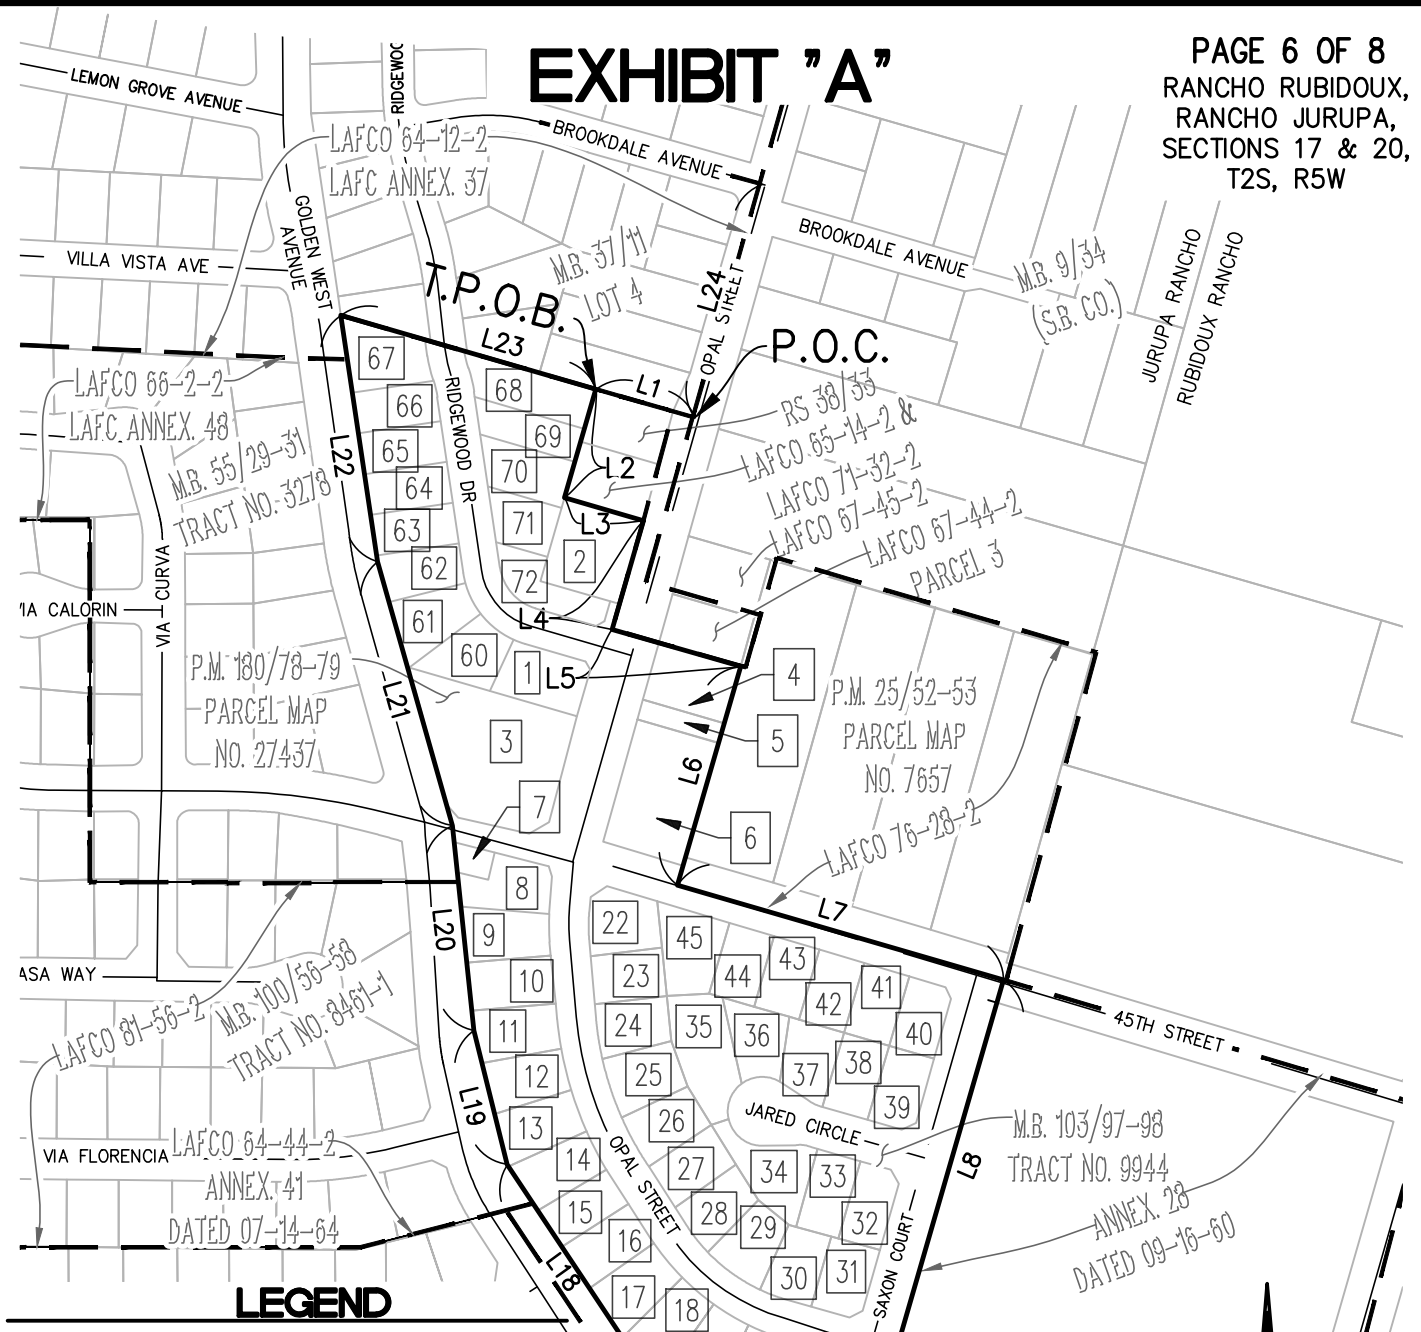 EXHIBIT "A"
PAGE 6 OF 8
RANCHO RUBIDOUX,
RANCHO JURUPA,
SECTIONS 17 & 20,
T2S, R5W
LEMON GROVE AVENUE
RIDGEWOO
LAFCO 64-12-2
LAFC ANNEX. 37
BROOKDALE AVENUE
GOLDEN WEST
AVENUE
VILLA VISTA AVE
M.B. 37/11
LOT 4
BROOKDALE AVENUE
M.B. 9/34
(S.B. CO.)
JURUPA RANCHO
RUBIDOUX RANCHO
T.P.O.B.
L24
OPAL STREET
P.O.C.
L23
L1
67
66
65
64
63
62
61
60
68
69
70
71
72
1
2
3
4
5
6
7
LAFCO 66-2-2
LAFC ANNEX. 48
M.B. 55/29-31
TRACT NO. 3278
L22
RIDGEWOOD DR
L2
L3
L4
L5
RS 38/33
LAFCO 65-14-2 &
LAFCO 71-32-2
LAFCO 67-45-2
LAFCO 67-44-2
PARCEL 3
VIA CURVA
VIA CALORIN
P.M. 180/78-79
PARCEL MAP
NO. 27437
L21
L6
P.M. 25/52-53
PARCEL MAP
NO. 7657
LAFCO 76-28-2
L7
L20
8
9
10
11
12
13
14
15
16
17
18
22
23
24
25
26
27
28
29
30
31
32
33
34
35
36
37
38
39
40
41
42
43
44
45
ASA WAY
LAFCO 81-56-2
M.B. 100/56-58
TRACT NO. 8461-1
45TH STREET
L19
JARED CIRCLE
M.B. 103/97-98
TRACT NO. 9944
L8
VIA FLORENCIA
LAFCO 64-44-2
ANNEX. 41
DATED 07-14-64
OPAL STREET
ANNEX. 28
DATED 09-16-60
SAXON COURT
L18
LEGEND